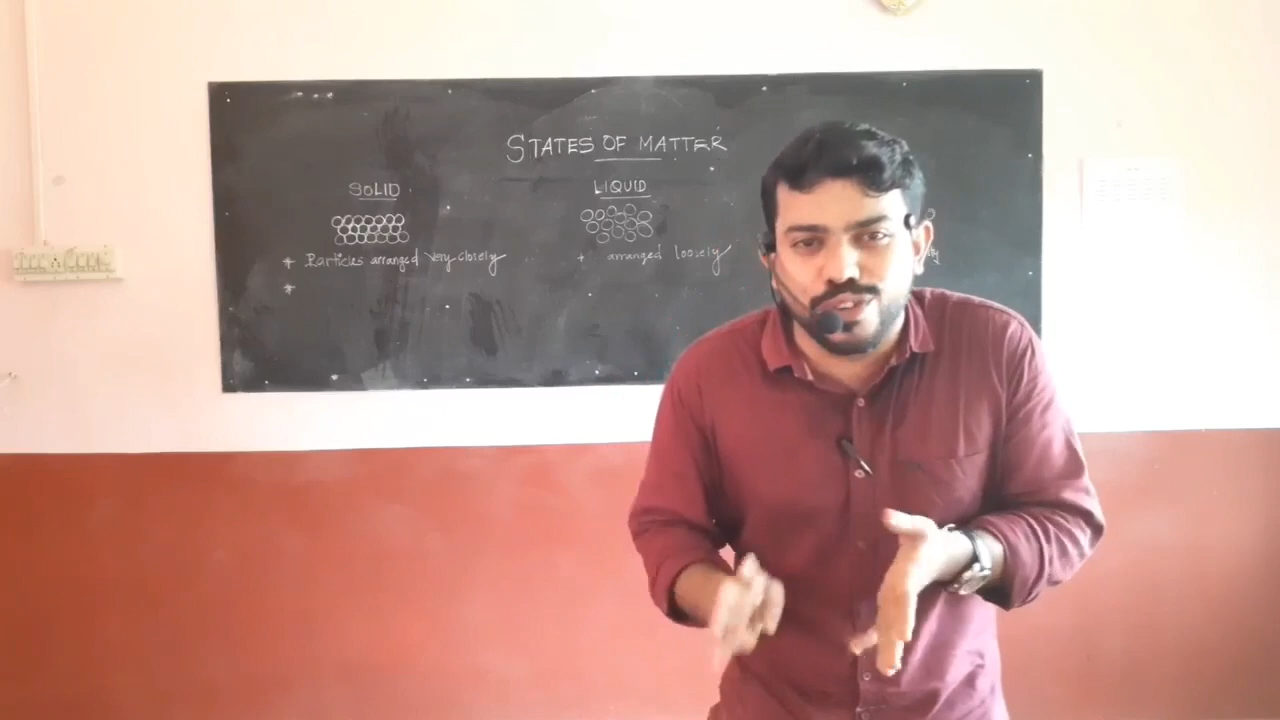 STATES OF MATTER
SOLID
LIQUID
* Particles arranged very closely
* arranged loosely
*